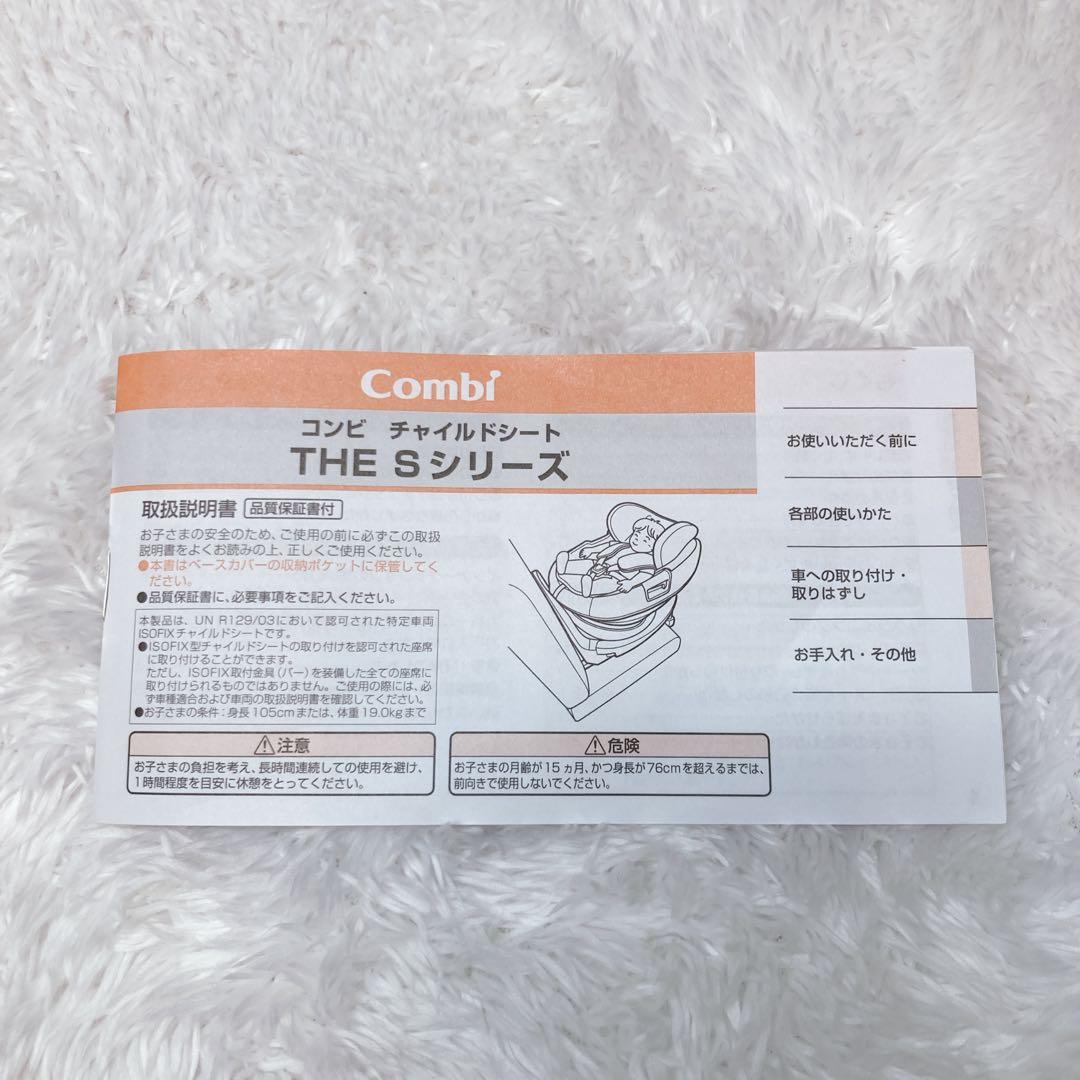 Combi
コンビ チャイルドシート
THE Sシリーズ
取扱説明書 品質保証書付
お子さまの安全のため、ご使用の前に必ずこの取扱
説明書をよくお読みの上、正しくご使用ください。
●本書はベースカバーの収納ポケットに保管してく
ださい。
●品質保証書に、必要事項をご記入ください。
本製品は、UN R129/03において認可された特定車両
ISOFIXチャイルドシートです。
●ISOFIX型チャイルドシートの取り付けを認可された座席
に取り付けることができます。
ただし、ISOFIX取付金具(バー)を装備した全ての座席に
取り付けられるものではありません。ご使用の際には、必
ず車種適合および車両の取扱説明書を確認してください。
●お子さまの条件:身長105cmまたは、体重19.0kgまで
⚠注意
お子さまの負担を考え、長時間連続しての使用を避け、
1時間程度を目安に休憩をとってください。
⚠危険
お子さまの月齢が15ヵ月、かつ身長が76cmを超えるまでは、
前向きで使用しないでください。
お使いいただく前に
各部の使いかた
車への取り付け・
取りはずし
お手入れ・その他